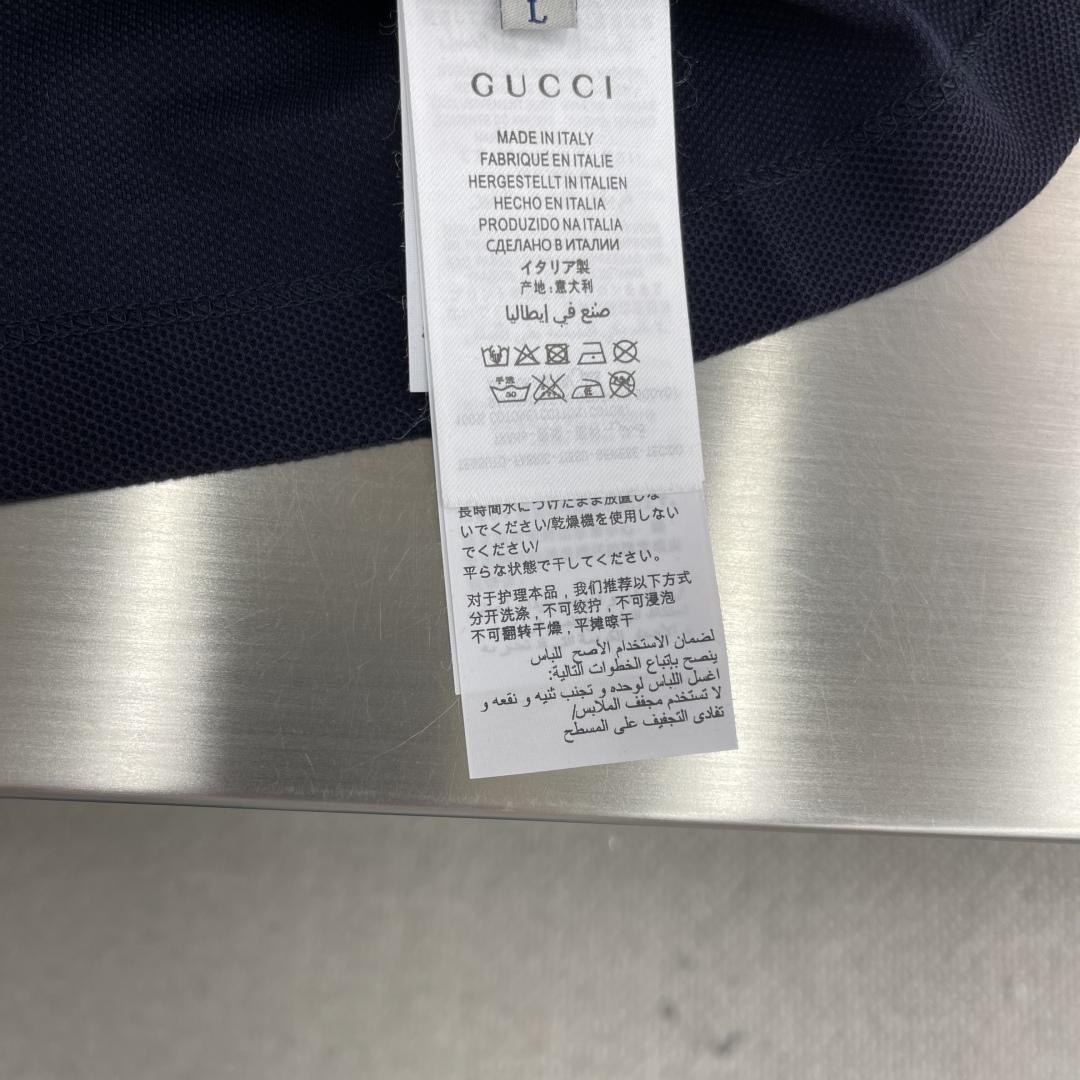 L
GUCCI
MADE IN ITALY
FABRIQUÉ EN ITALIE
HERGESTELLT IN ITALIEN
HECHO EN ITALIA
PRODUZIDO NA ITALIA
СДЕЛАНО В ИТАЛИИ
イタリア製
产地:意大利
صنع في إيطاليا
手洗
30
長時間水につけたまま放置しな
いでください/乾燥機を使用しない
でください/
平らな状態で干してください。
对于护理本品，我们推荐以下方式
分开洗涤，不可绞拧，不可浸泡
不可翻转干燥，平摊晾干
لضمان الاستخدام الأصح للباس
ينصح بإتباع الخطوات التالية:
اغسل اللباس لوحده و تجنب ثنيه و نقعه و
لا تستخدم مجفف الملابس/
تفادى التجفيف على المسطح